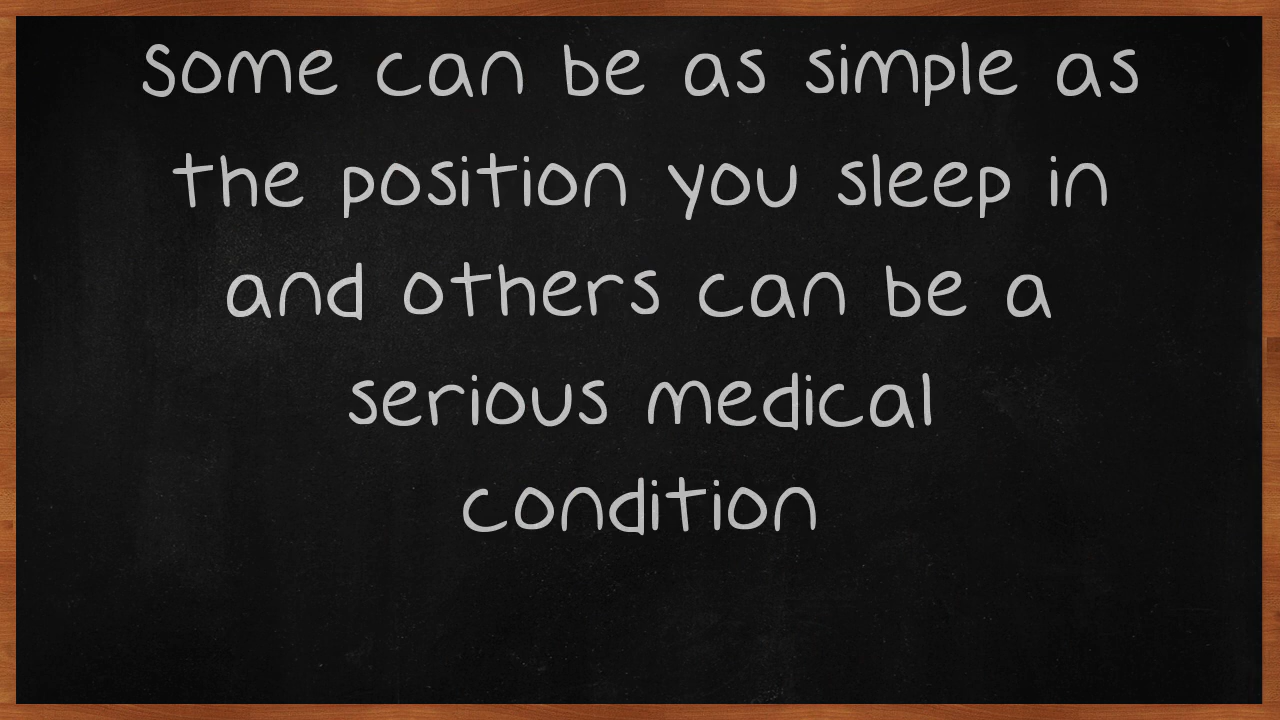 Some can be as simple as
the position you sleep in
and others can be a
serious medical
condition